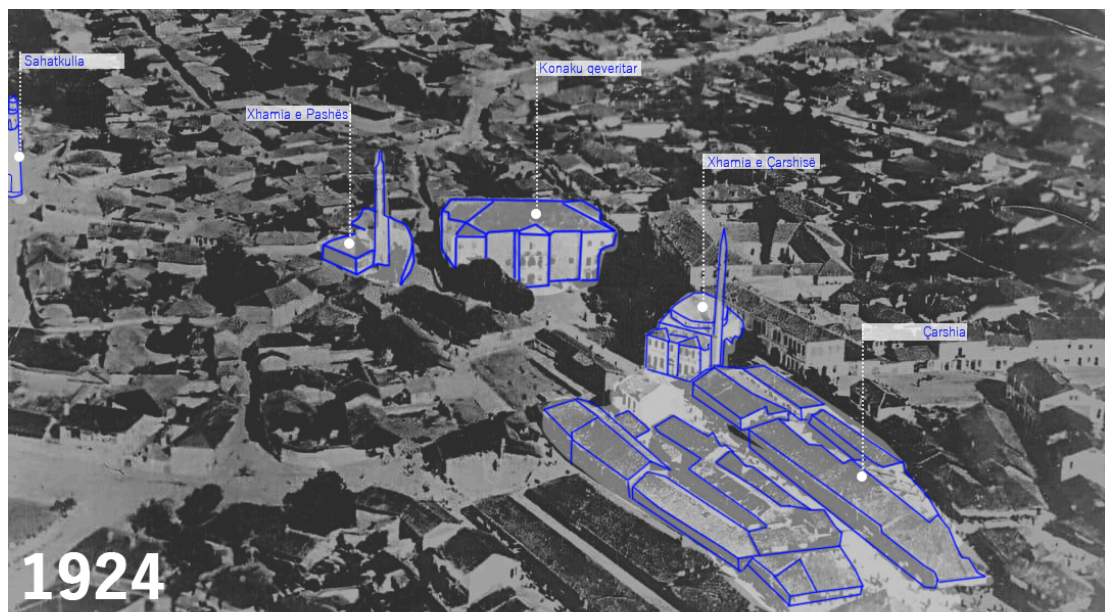 Sahatkulla
Konaku qeveritar
Xhamia e Pashës
Xhamia e Çarshisë
Çarshia
1924